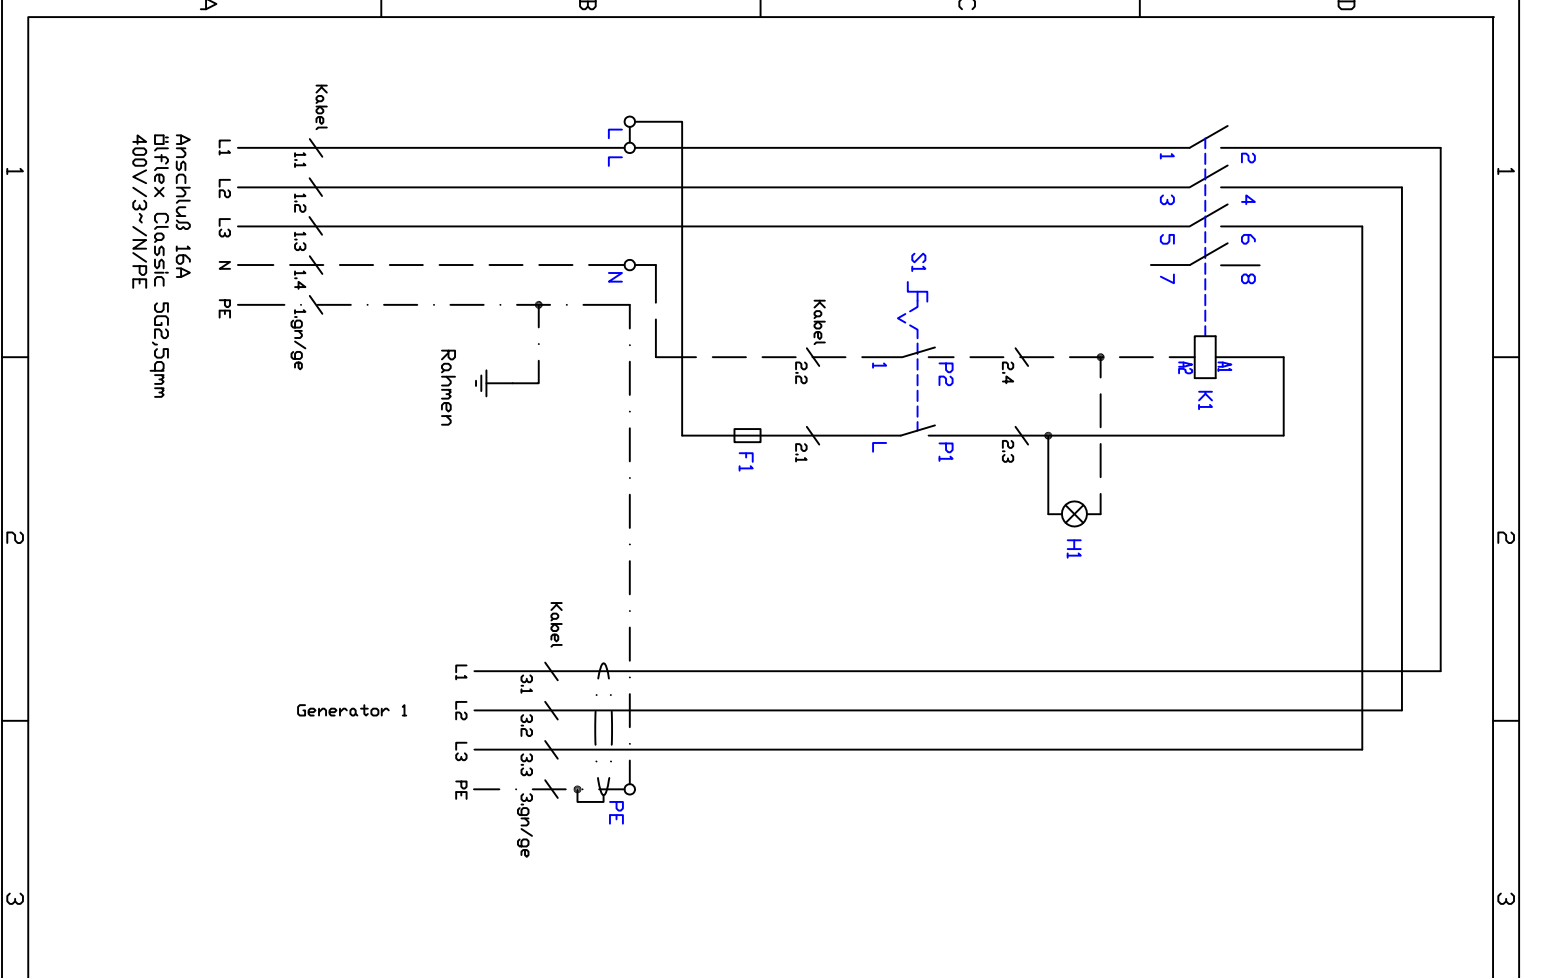 A
B
C
D
1
2
3
1
2
3
Anschluß 16A
ölflex Classic 5G2,5qmm
400V/3~/N/PE
L1
L2
L3
N
PE
Kabel
1.1
1.2
1.3
1.4
1.gn/ge
Rahmen
L
L
N
1
2
3
4
5
6
7
8
S1
Kabel
2.2
1
P2
2.4
A2
A1
K1
F1
2.1
L
P1
2.3
H1
Generator 1
L1
L2
L3
PE
Kabel
3.1
3.2
3.3
3.gn/ge
PE